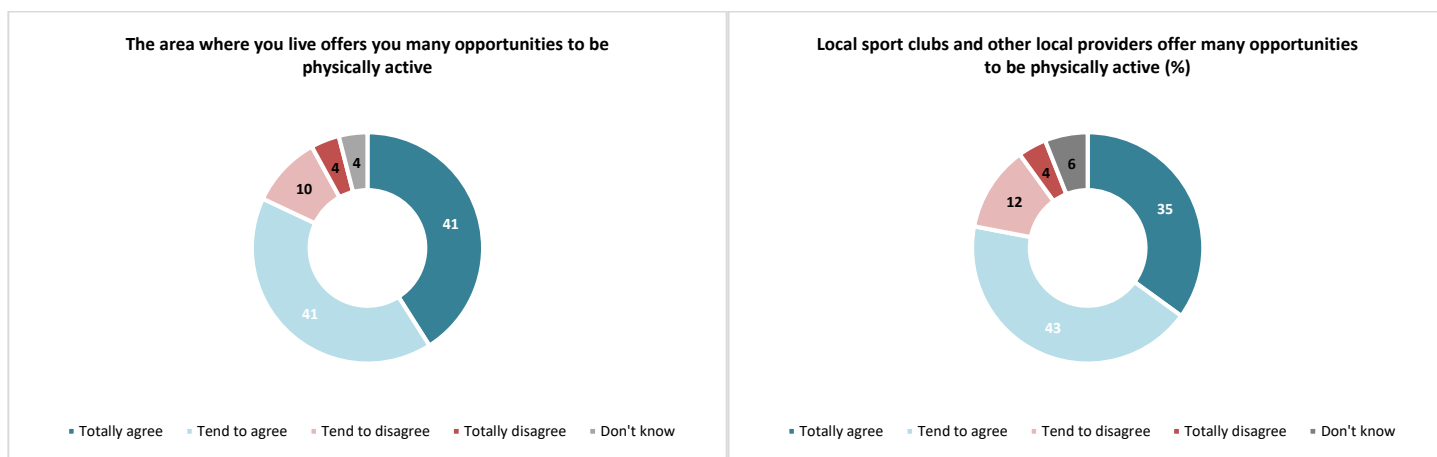 The area where you live offers you many opportunities to be
physically active
4
4
10
41
41
Totally agree Tend to agree Tend to disagree Totally disagree Don't know
Local sport clubs and other local providers offer many opportunities
to be physically active (%)
4
6
12
35
43
Totally agree Tend to agree Tend to disagree Totally disagree Don't know